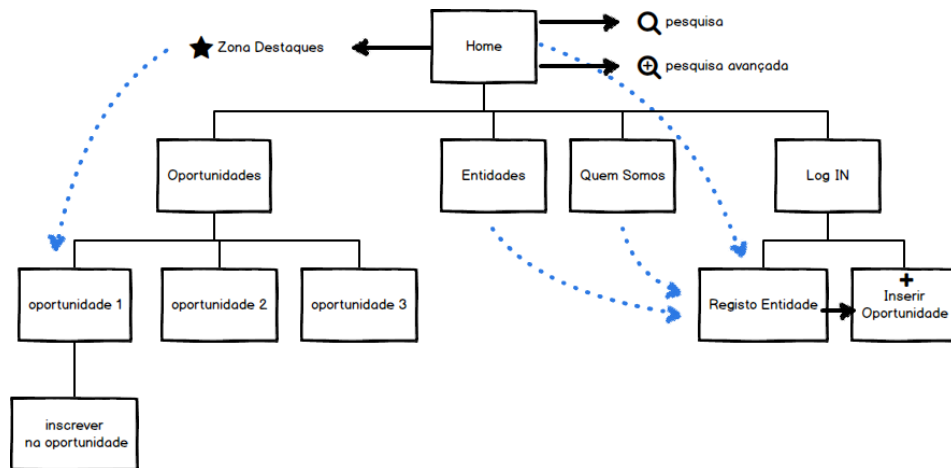 Home
pesquisa
pesquisa avançada
Zona Destaques
Oportunidades
Entidades
Quem Somos
Log IN
oportunidade 1
oportunidade 2
oportunidade 3
Registo Entidade
Inserir
Oportunidade
inscrever
na oportunidade